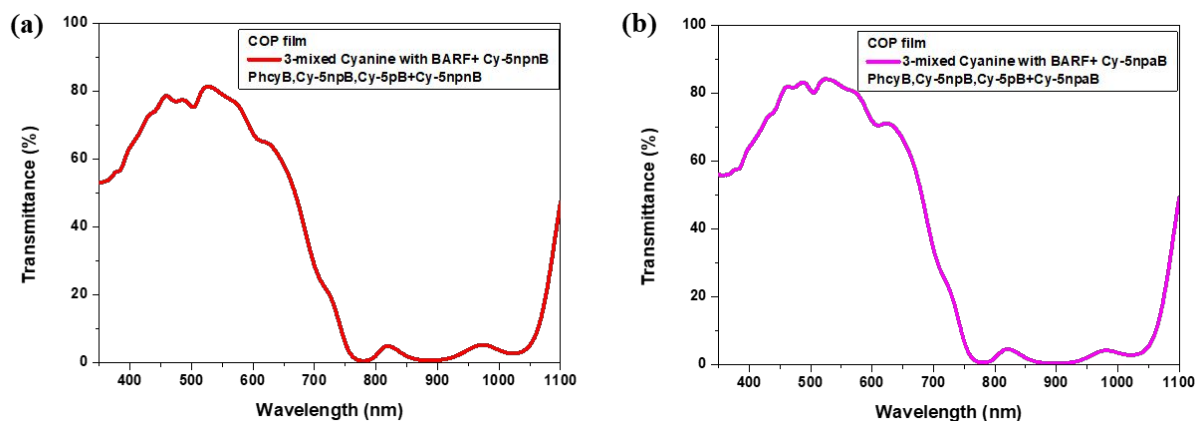 (a)
COP film
3-mixed Cyanine with BARF+ Cy-5npnB
PhcyB,Cy-5npB,Cy-5pB+Cy-5npnB
Transmittance (%)
100
80
60
40
20
0
400 500 600 700 800 900 1000 1100
Wavelength (nm)
(b)
COP film
3-mixed Cyanine with BARF+ Cy-5npaB
PhcyB,Cy-5npB,Cy-5pB+Cy-5npaB
Transmittance (%)
100
80
60
40
20
0
400 500 600 700 800 900 1000 1100
Wavelength (nm)